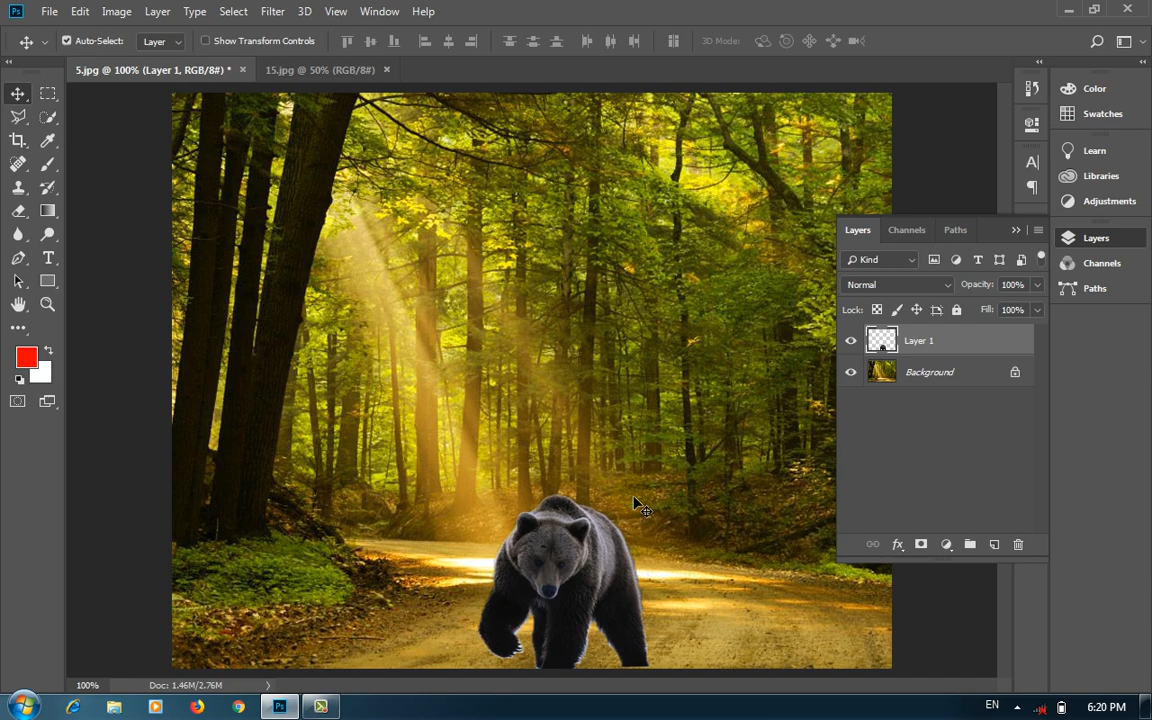 Ps File Edit Image Layer Type Select Filter 3D View Window Help
Auto-Select: Layer Show Transform Controls 3D Mode:
5.jpg @ 100% (Layer 1, RGB/8#) * × 15.jpg @ 50% (RGB/8#) ×
Color
Swatches
Learn
Libraries
Adjustments
Layers
Channels
Paths
Layers Channels Paths
Kind
Normal Opacity: 100%
Lock: Fill: 100%
Layer 1
Background
fx
100% Doc: 1.46M/2.76M
Ps EN 6:20 PM